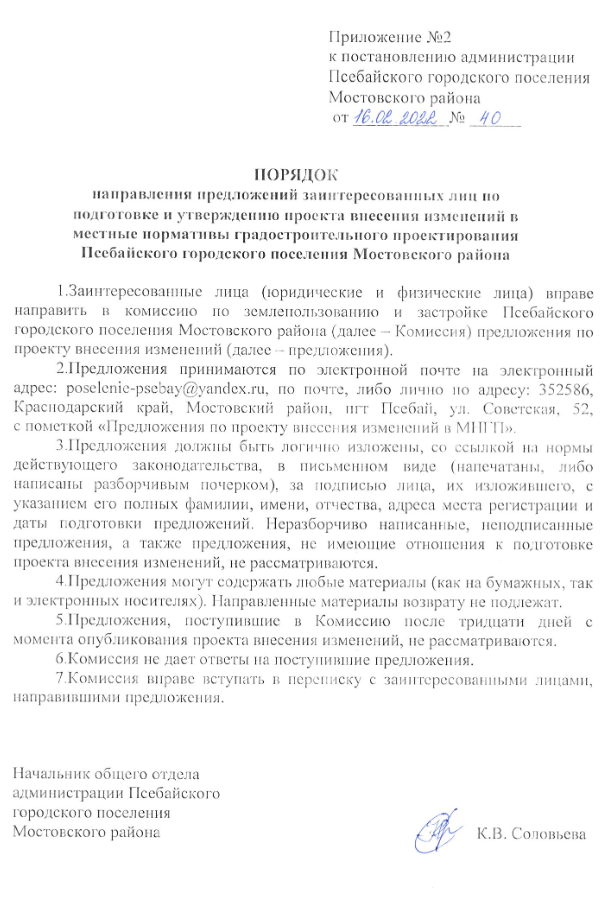 Приложение №2
к постановлению администрации
Псебайского городского поселения
Мостовского района
от 16.02.2022 № 40
ПОРЯДОК
направления предложений заинтересованных лиц по
подготовке и утверждению проекта внесения изменений в
местные нормативы градостроительного проектирования
Псебайского городского поселения Мостовского района
1.Заинтересованные лица (юридические и физические лица) вправе
направить в комиссию по землепользованию и застройке Псебайского
городского поселения Мостовского района (далее – Комиссия) предложения по
проекту внесения изменений (далее – предложения).
2.Предложения принимаются по электронной почте на электронный
адрес: poselenie-psebay@yandex.ru, по почте, либо лично по адресу: 352586,
Краснодарский край, Мостовский район, пгт Псебай, ул. Советская, 52,
с пометкой «Предложения по проекту внесения изменений в МНГП».
3.Предложения должны быть логично изложены, со ссылкой на нормы
действующего законодательства, в письменном виде (напечатаны, либо
написаны разборчивым почерком), за подписью лица, их изложившего, с
указанием его полных фамилии, имени, отчества, адреса места регистрации и
даты подготовки предложений. Неразборчиво написанные, неподписанные
предложения, а также предложения, не имеющие отношения к подготовке
проекта внесения изменений, не рассматриваются.
4.Предложения могут содержать любые материалы (как на бумажных, так
и электронных носителях). Направленные материалы возврату не подлежат.
5.Предложения, поступившие в Комиссию после тридцати дней с
момента опубликования проекта внесения изменений, не рассматриваются.
6.Комиссия не дает ответы на поступившие предложения.
7.Комиссия вправе вступать в переписку с заинтересованными лицами,
направившими предложения.
Начальник общего отдела
администрации Псебайского
городского поселения
Мостовского района
К.В. Соловьева